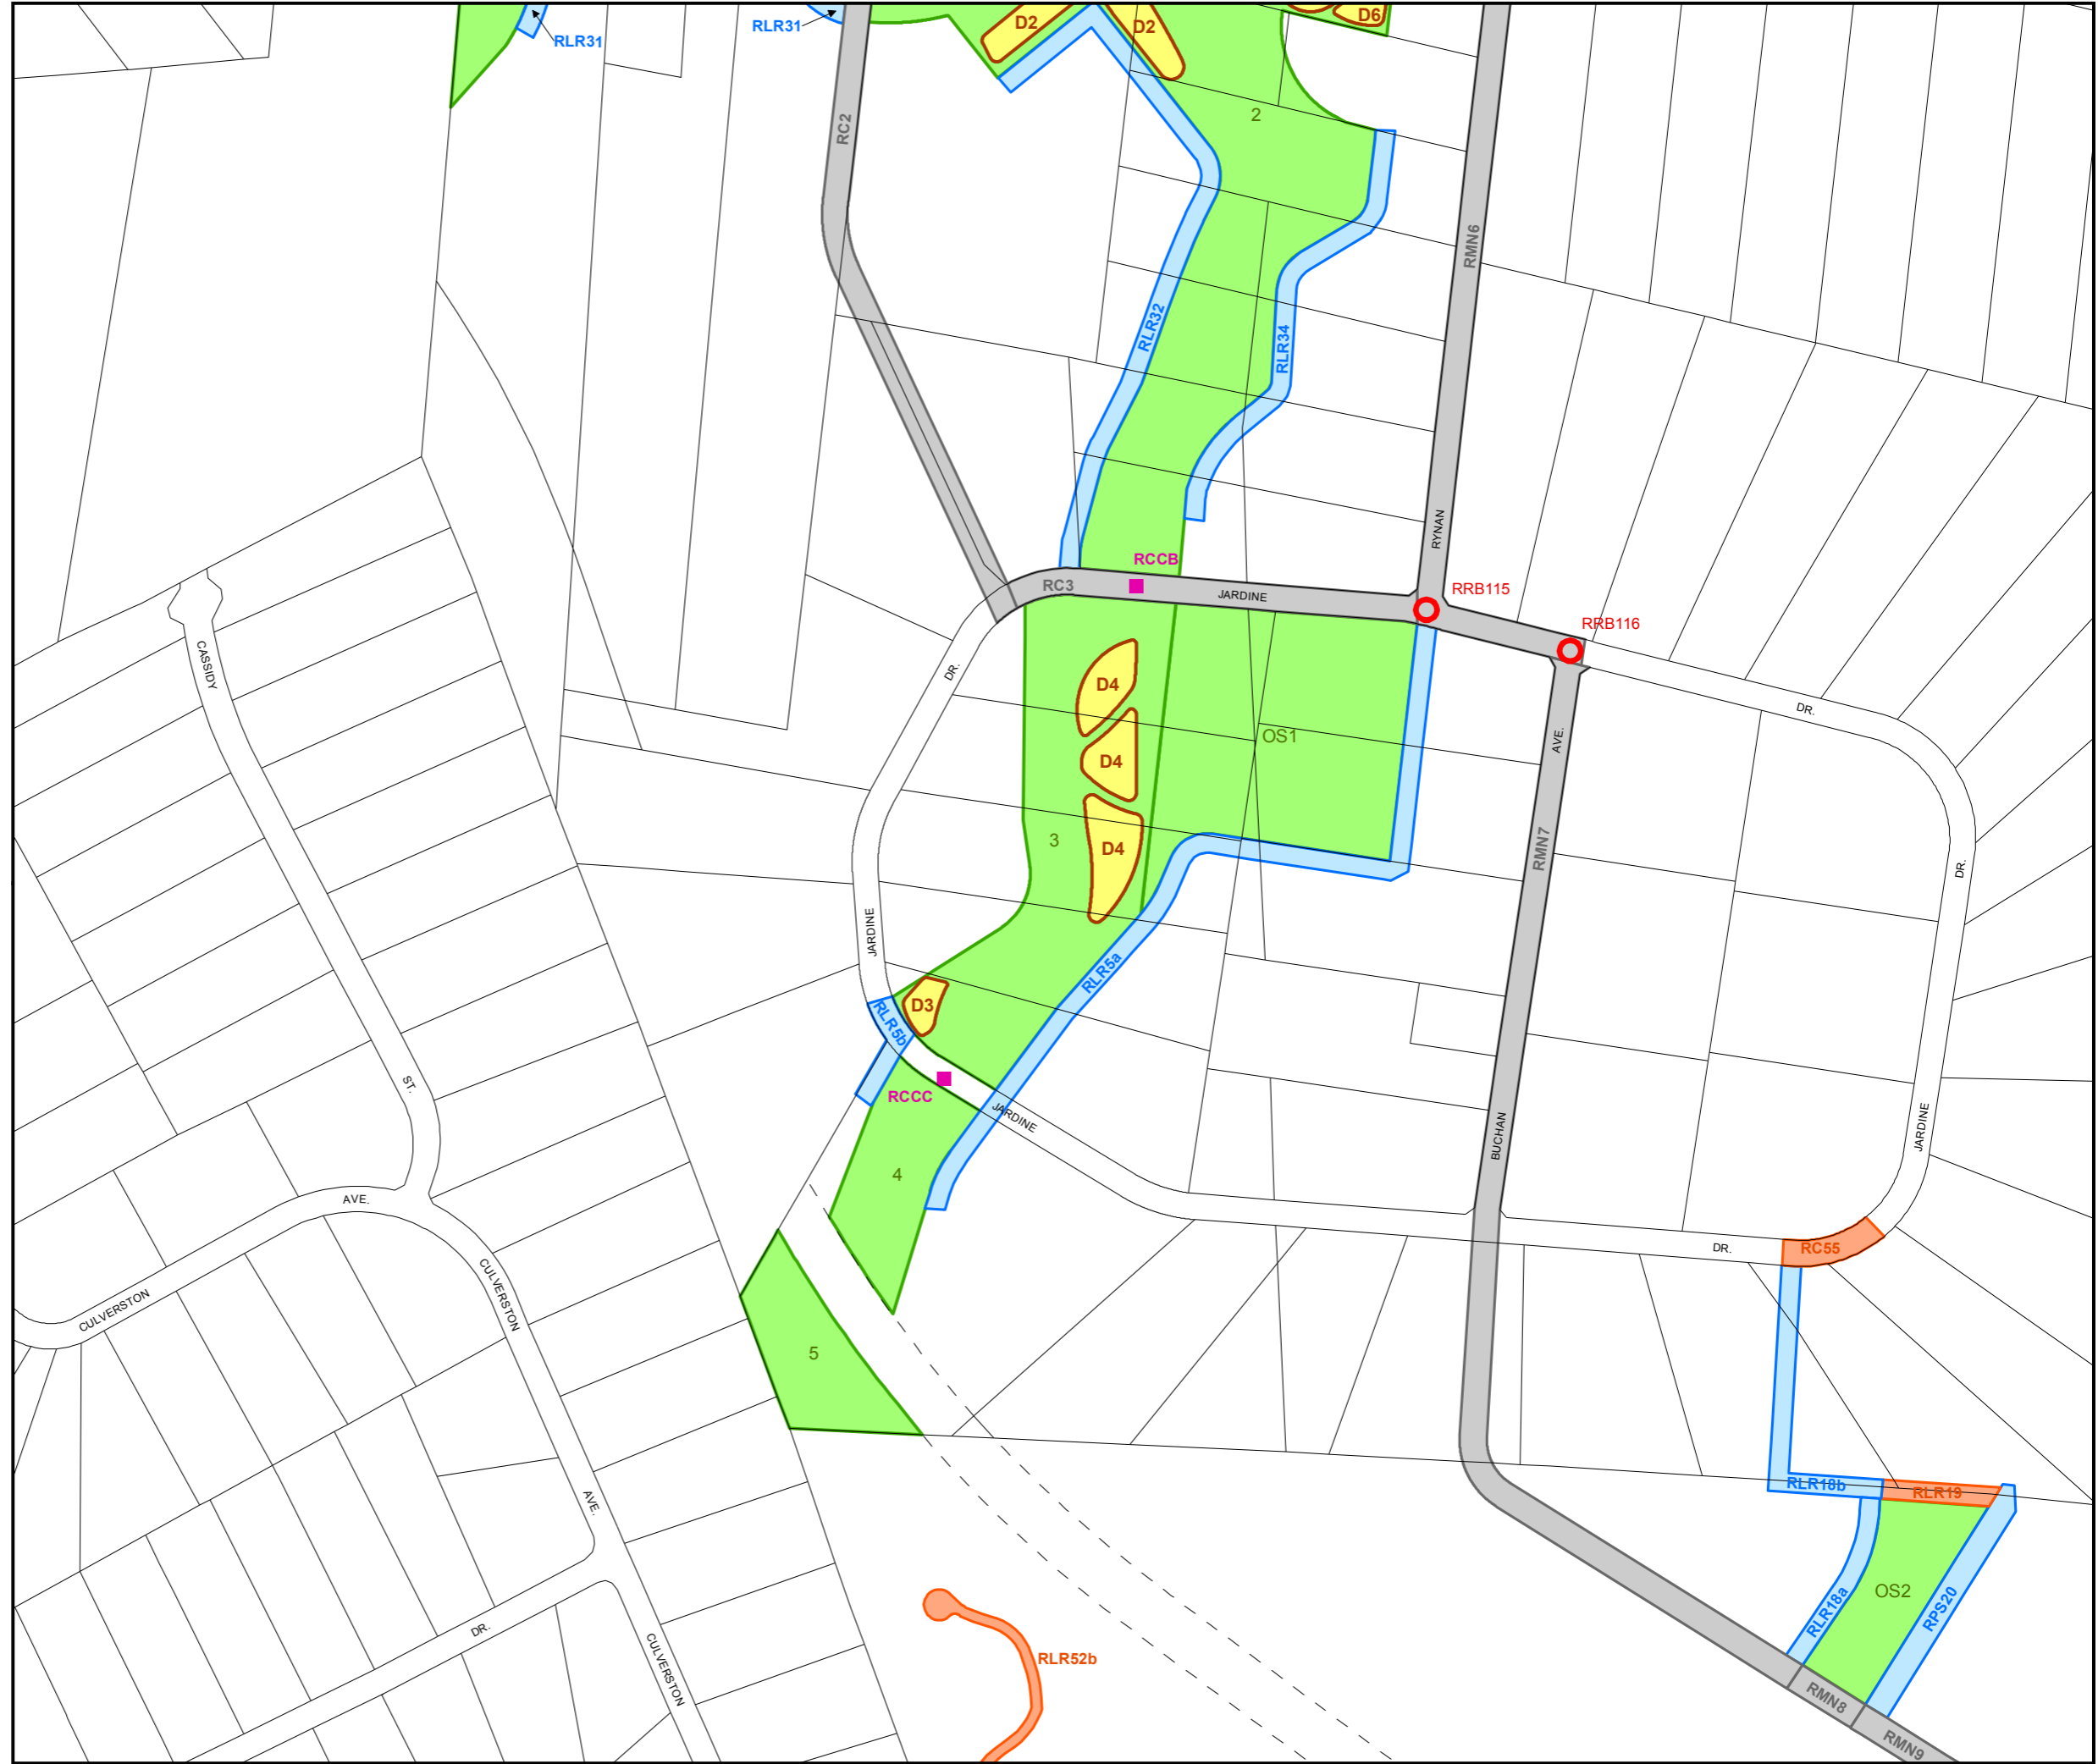 D2
D6
RLR31
RLR31
D2
2
RC2
RMN6
RLR32
RLR34
RYNAN
RCCB
RC3
JARDINE
RRB115
RRB116
CASSIDY
DR.
D4
DR.
AVE.
OS1
D4
3
D4
RMN7
DR.
JARDINE
RLR5a
D3
RLR5b
ST.
RCCC
JARDINE
BUCHAN
JARDINE
4
AVE.
DR.
RC55
CULVERSTON
CULVERSTON
5
RLR18b
RLR19
AVE.
OS2
RLR18a
RPS20
DR.
CULVERSTON
RLR52b
RMN8
RMN9